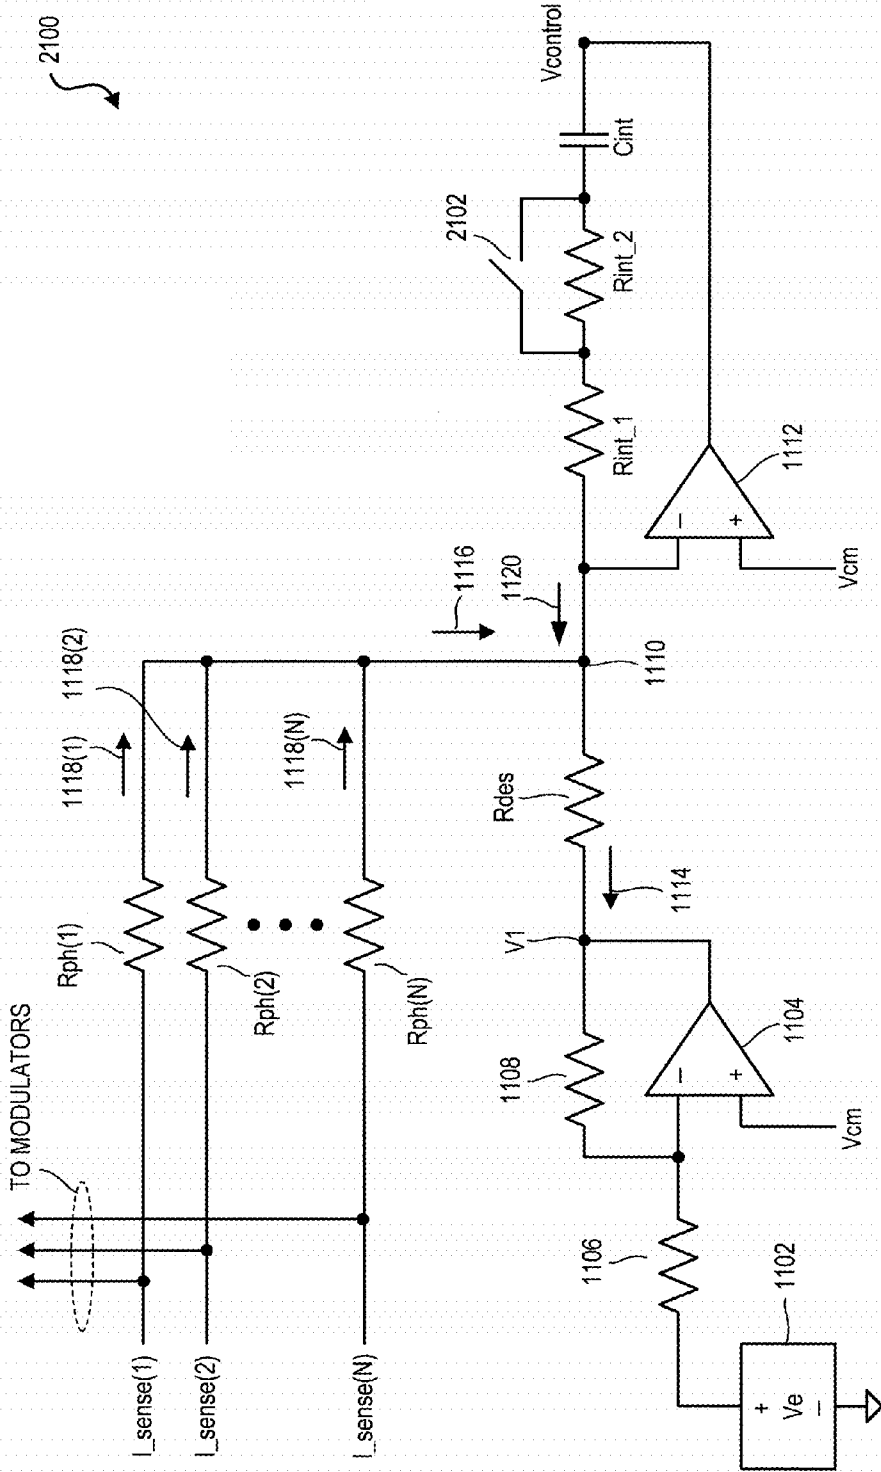 2100
TO MODULATORS
I_sense(1)
I_sense(2)
I_sense(N)
Rph(1)
Rph(2)
Rph(N)
1118(1)
1118(2)
1118(N)
1116
1120
1110
Rdes
1114
V1
1108
1106
1102
+
Ve
−
1104
−
+
Vcm
1112
−
+
Vcm
Rint_1
Rint_2
2102
Cint
Vcontrol